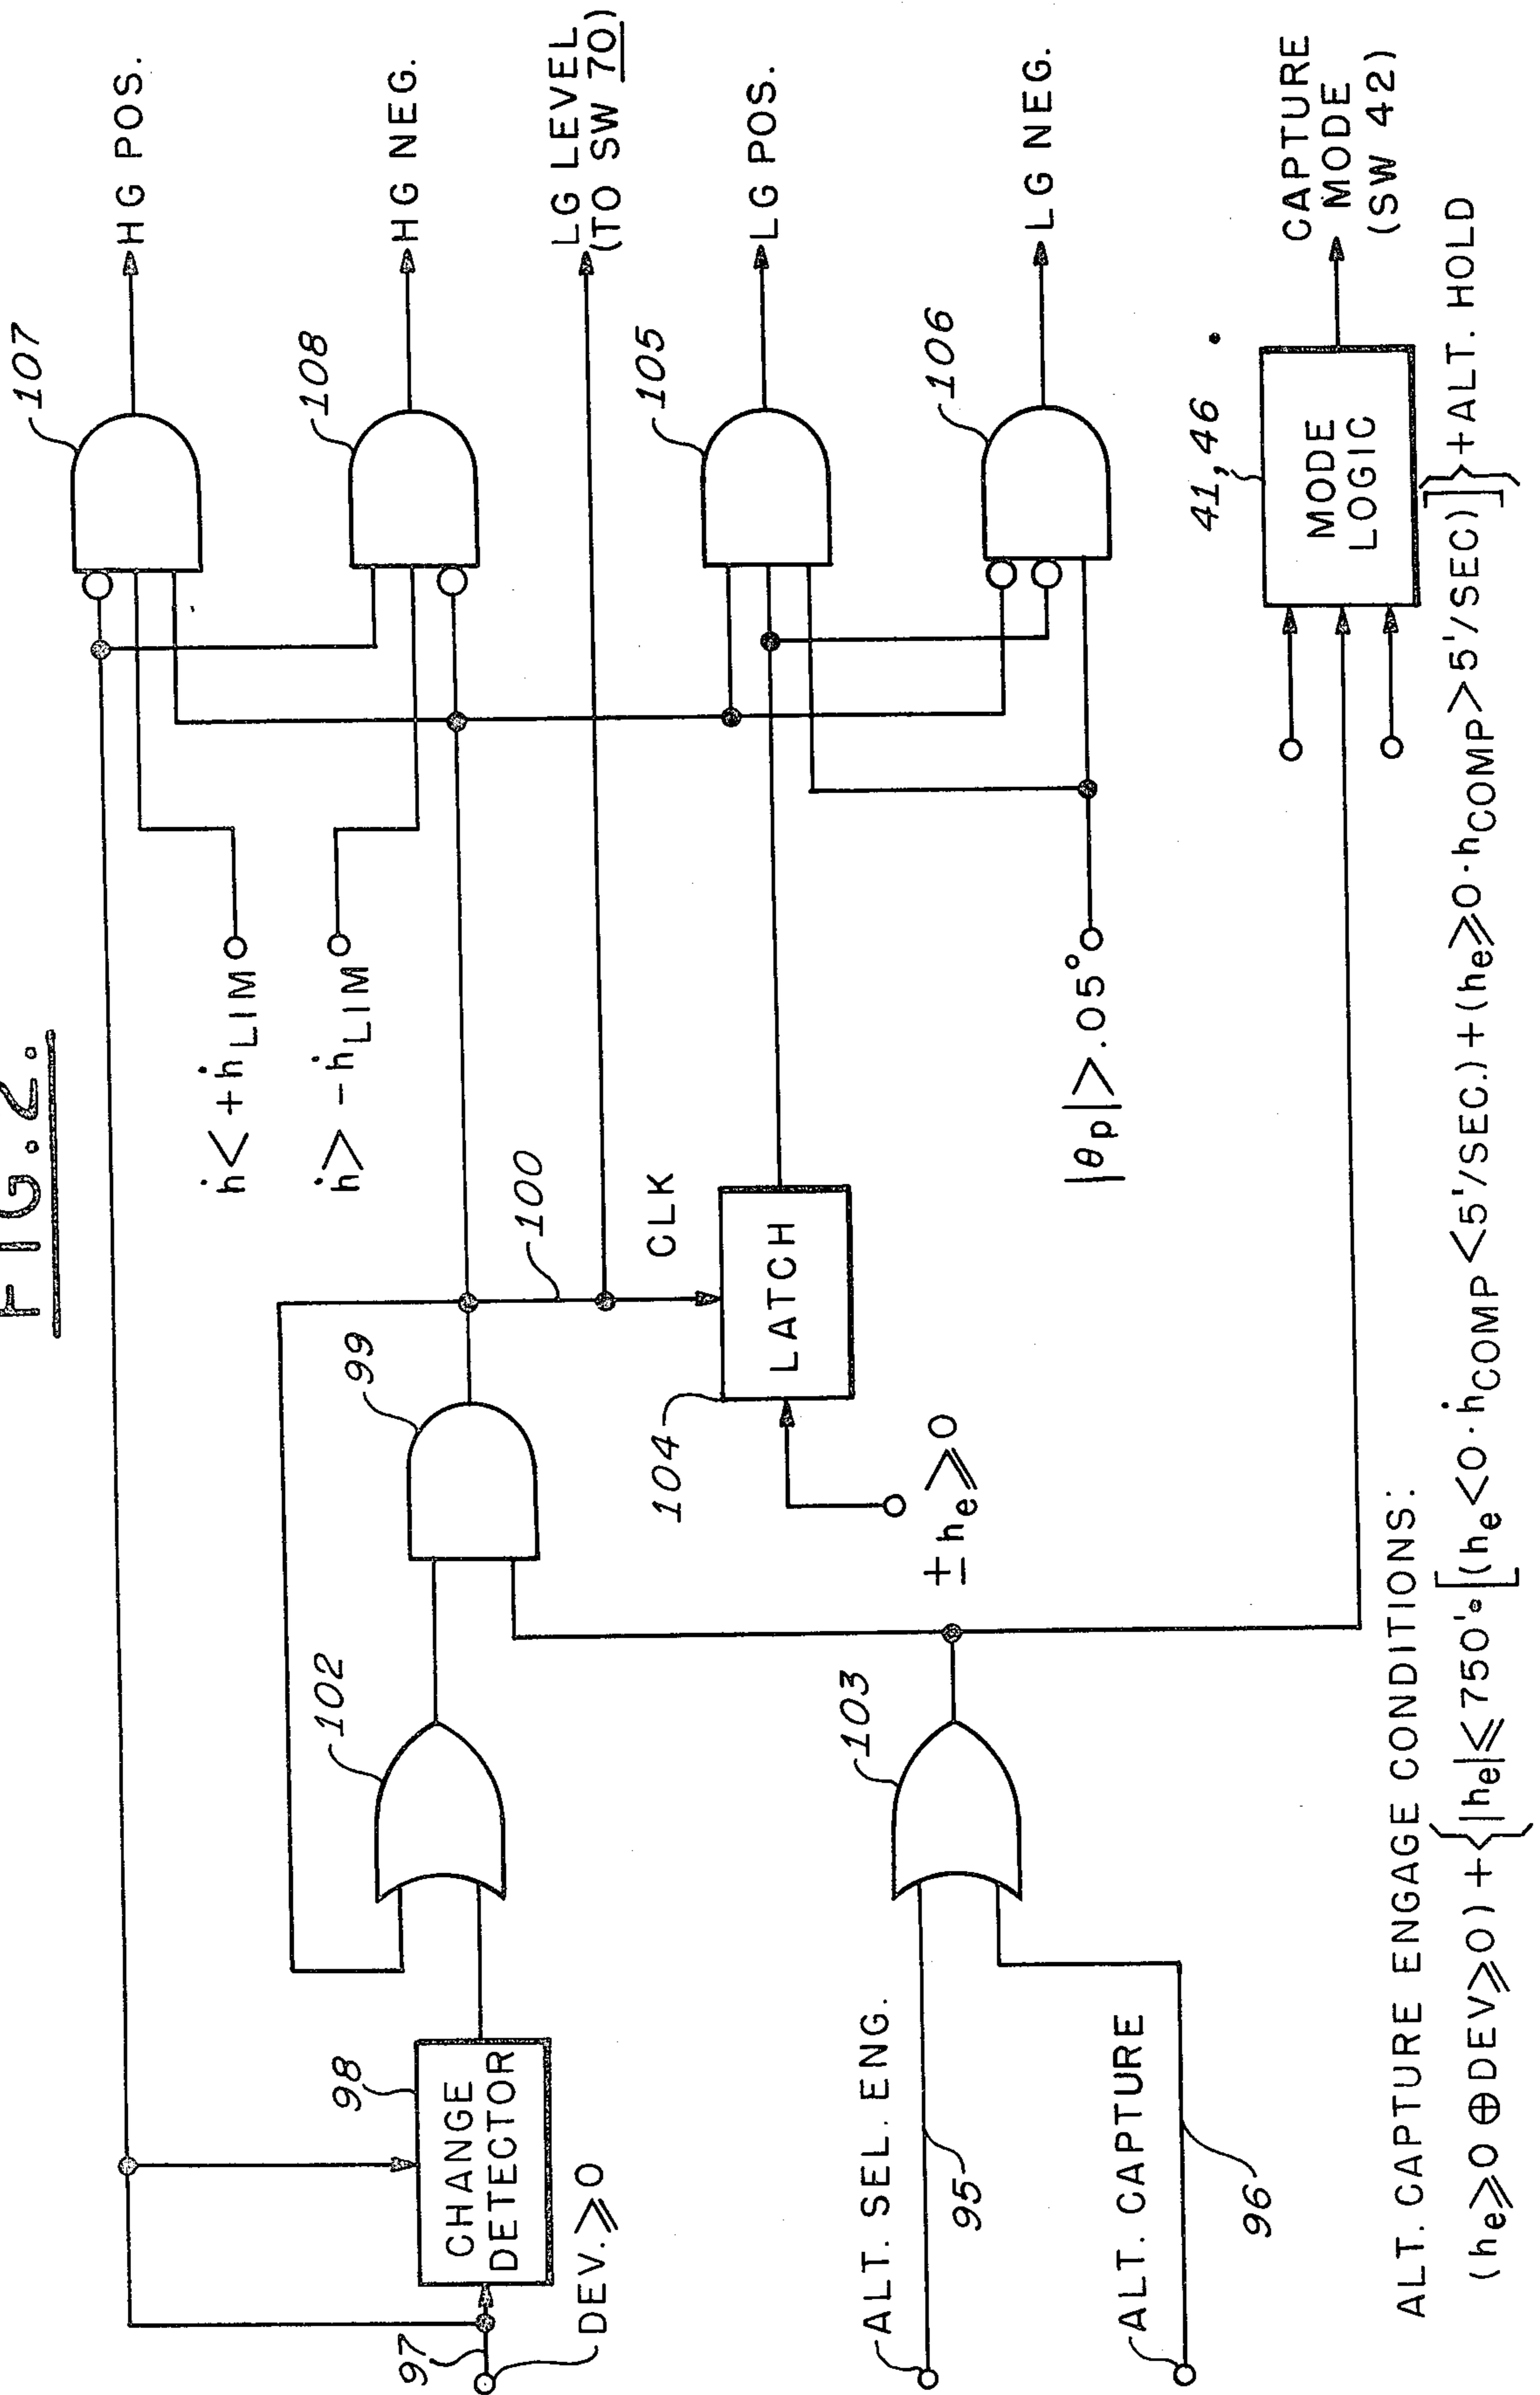 FIG. 2.
107
HG POS.
108
HG NEG.
LG LEVEL
(TO SW 70)
105
LG POS.
106
LG NEG.
ḣ < + ḣLIM
ḣ > - ḣLIM
|θp| > .05°
99
100
CLK
102
104
LATCH
± he ≥ 0
97
98
CHANGE
DETECTOR
DEV. ≥ 0
103
ALT. SEL. ENG.
95
ALT. CAPTURE
96
41, 46
MODE
LOGIC
CAPTURE
MODE
(SW 42)
ALT. CAPTURE ENGAGE CONDITIONS:
(he ≥ 0 ⊕ DEV ≥ 0) + {|he| ≤ 750' · [(he < 0 · ḣCOMP < 5'/SEC.) + (he ≥ 0 · hCOMP > 5'/SEC)]} + ALT. HOLD